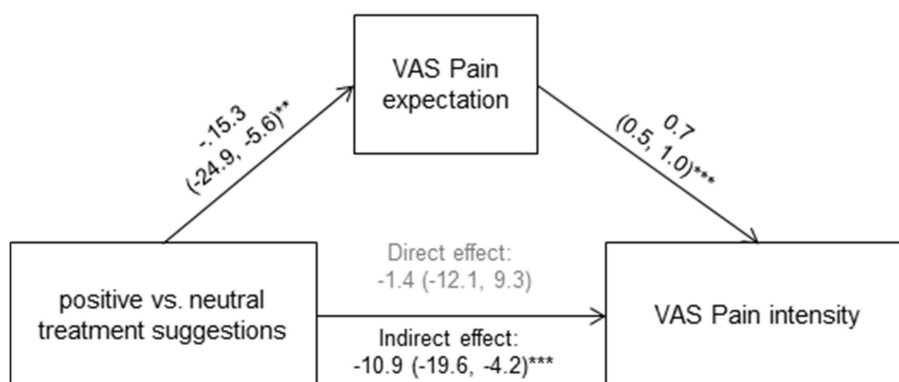 VAS Pain
expectation
-.15.3
(-24.9, -5.6)**
0.7
(0.5, 1.0)***
positive vs. neutral
treatment suggestions
Direct effect:
-1.4 (-12.1, 9.3)
Indirect effect:
-10.9 (-19.6, -4.2)***
VAS Pain intensity